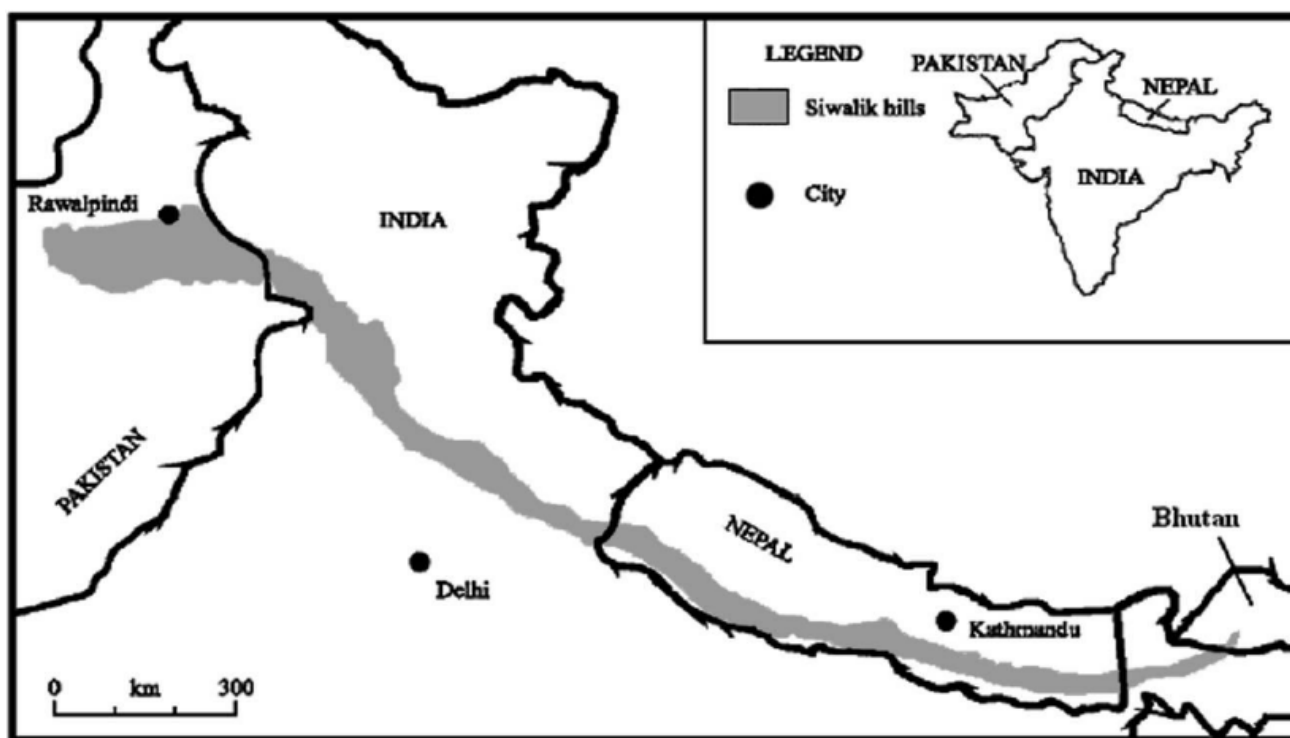 LEGEND
Siwalik hills
City
PAKISTAN
NEPAL
INDIA
Rawalpindi
INDIA
PAKISTAN
Delhi
NEPAL
Kathmandu
Bhutan
0 km 300